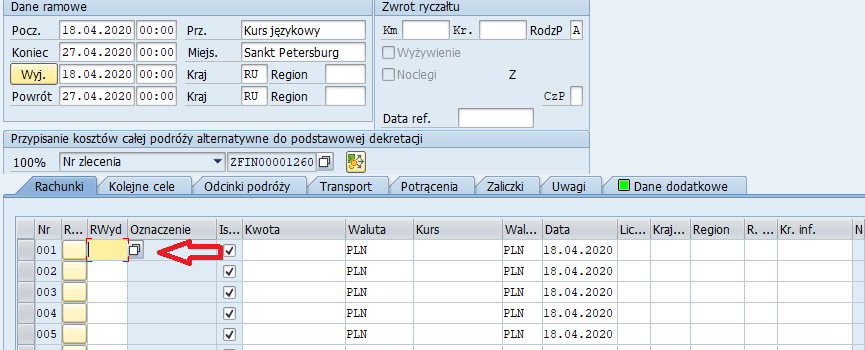 Dane ramowe
Zwrot ryczałtu
Pocz. 18.04.2020 00:00 Prz. Kurs językowy
Km Kr. RodzP A
Koniec 27.04.2020 00:00 Miejs. Sankt Petersburg
Wyżywienie
Wyj. 18.04.2020 00:00 Kraj RU Region
Noclegi Z
Powrót 27.04.2020 00:00 Kraj RU Region
CzP
Data ref.
Przypisanie kosztów całej podróży alternatywne do podstawowej dekretacji
100% Nr zlecenia ZFIN00001260
Rachunki Kolejne cele Odcinki podróży Transport Potrącenia Zaliczki Uwagi Dane dodatkowe
Nr R... RWyd Oznaczenie Is... Kwota Waluta Kurs Wal... Data Lic... Kraj... Region R. ... Kr. inf. N
001 PLN PLN 18.04.2020
002 PLN PLN 18.04.2020
003 PLN PLN 18.04.2020
004 PLN PLN 18.04.2020
005 PLN PLN 18.04.2020